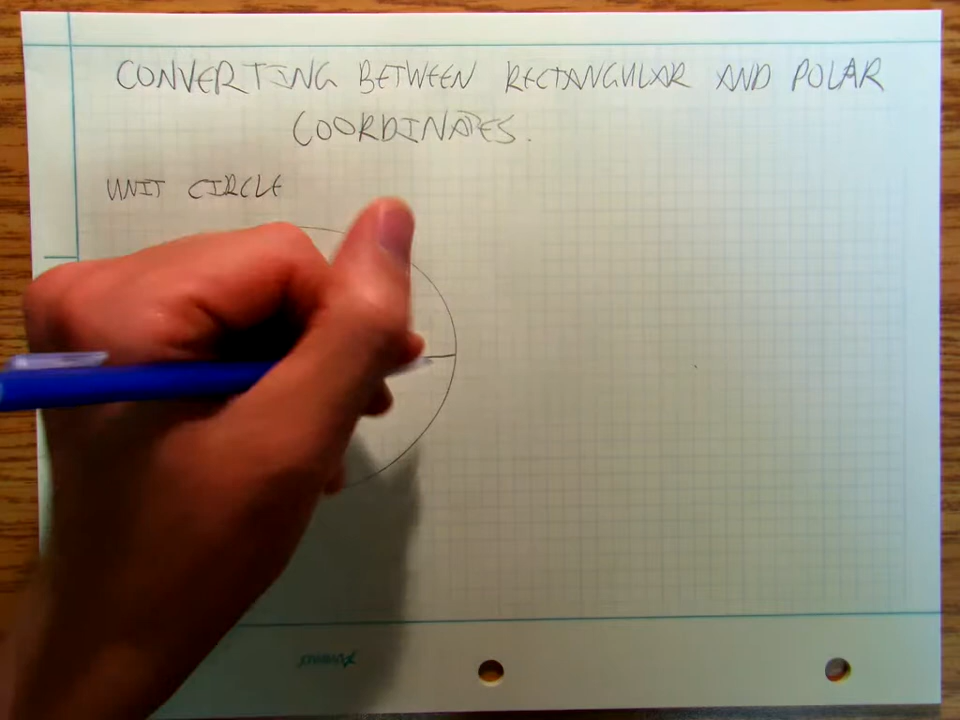 CONVERTING BETWEEN RECTANGULAR AND POLAR
COORDINATES.
UNIT CIRCLE